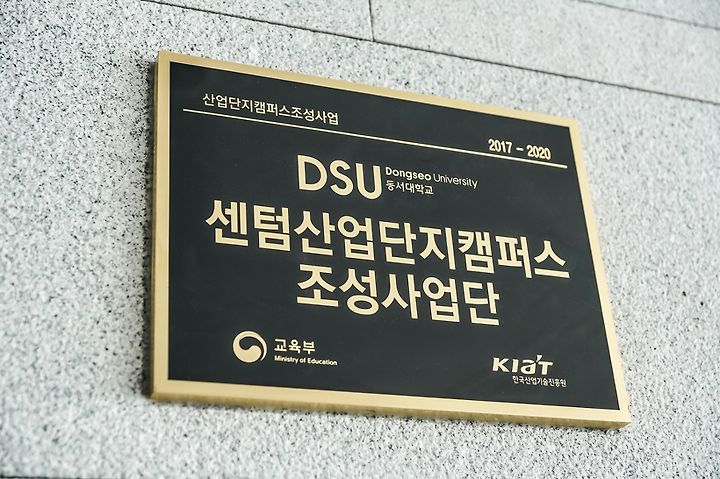 산업단지캠퍼스조성사업
2017 - 2020
DSU Dongseo University
동서대학교
센텀산업단지캠퍼스
조성사업단
교육부
Ministry of Education
KIAT
한국산업기술진흥원